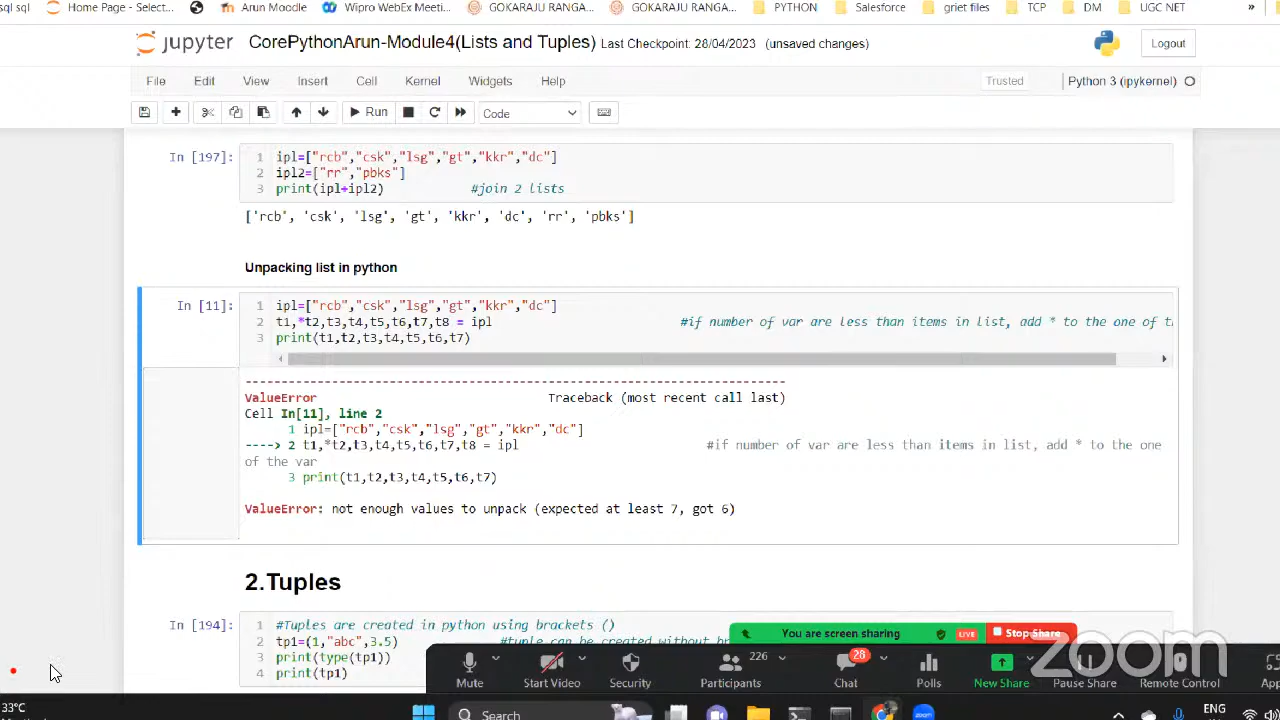 sql sql Home Page - Select... Arun Moodle Wipro WebEx Meeti... GOKARAJU RANGA... GOKARAJU RANGA... PYTHON Salesforce griet files TCP DM UGC NET »
jupyter CorePythonArun-Module4(Lists and Tuples) Last Checkpoint: 28/04/2023 (unsaved changes) Logout
File Edit View Insert Cell Kernel Widgets Help Trusted Python 3 (ipykernel)
Run Code
In [197]: 1 ipl=["rcb","csk","lsg","gt","kkr","dc"]
2 ipl2=["rr","pbks"]
3 print(ipl+ipl2) #join 2 lists
['rcb', 'csk', 'lsg', 'gt', 'kkr', 'dc', 'rr', 'pbks']
Unpacking list in python
In [11]: 1 ipl=["rcb","csk","lsg","gt","kkr","dc"]
2 t1,*t2,t3,t4,t5,t6,t7,t8 = ipl #if number of var are less than items in list, add * to the one of t
3 print(t1,t2,t3,t4,t5,t6,t7)
---------------------------------------------------------------------------
ValueError Traceback (most recent call last)
Cell In[11], line 2
1 ipl=["rcb","csk","lsg","gt","kkr","dc"]
----> 2 t1,*t2,t3,t4,t5,t6,t7,t8 = ipl #if number of var are less than items in list, add * to the one
of the var
3 print(t1,t2,t3,t4,t5,t6,t7)
ValueError: not enough values to unpack (expected at least 7, got 6)
2.Tuples
In [194]: 1 #Tuples are created in python using brackets ()
2 tp1=(1,"abc",3.5) #tuple can be created without br
3 print(type(tp1))
4 print(tp1)
You are screen sharing LIVE Stop Share
zoom
226 28
Mute Start Video Security Participants Chat Polls New Share Pause Share Remote Control Ap
33°C
Search ENG